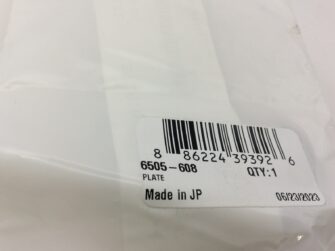 8 86224 39392 6
6505-608 QTY:1
PLATE
Made in JP 06/23/2023